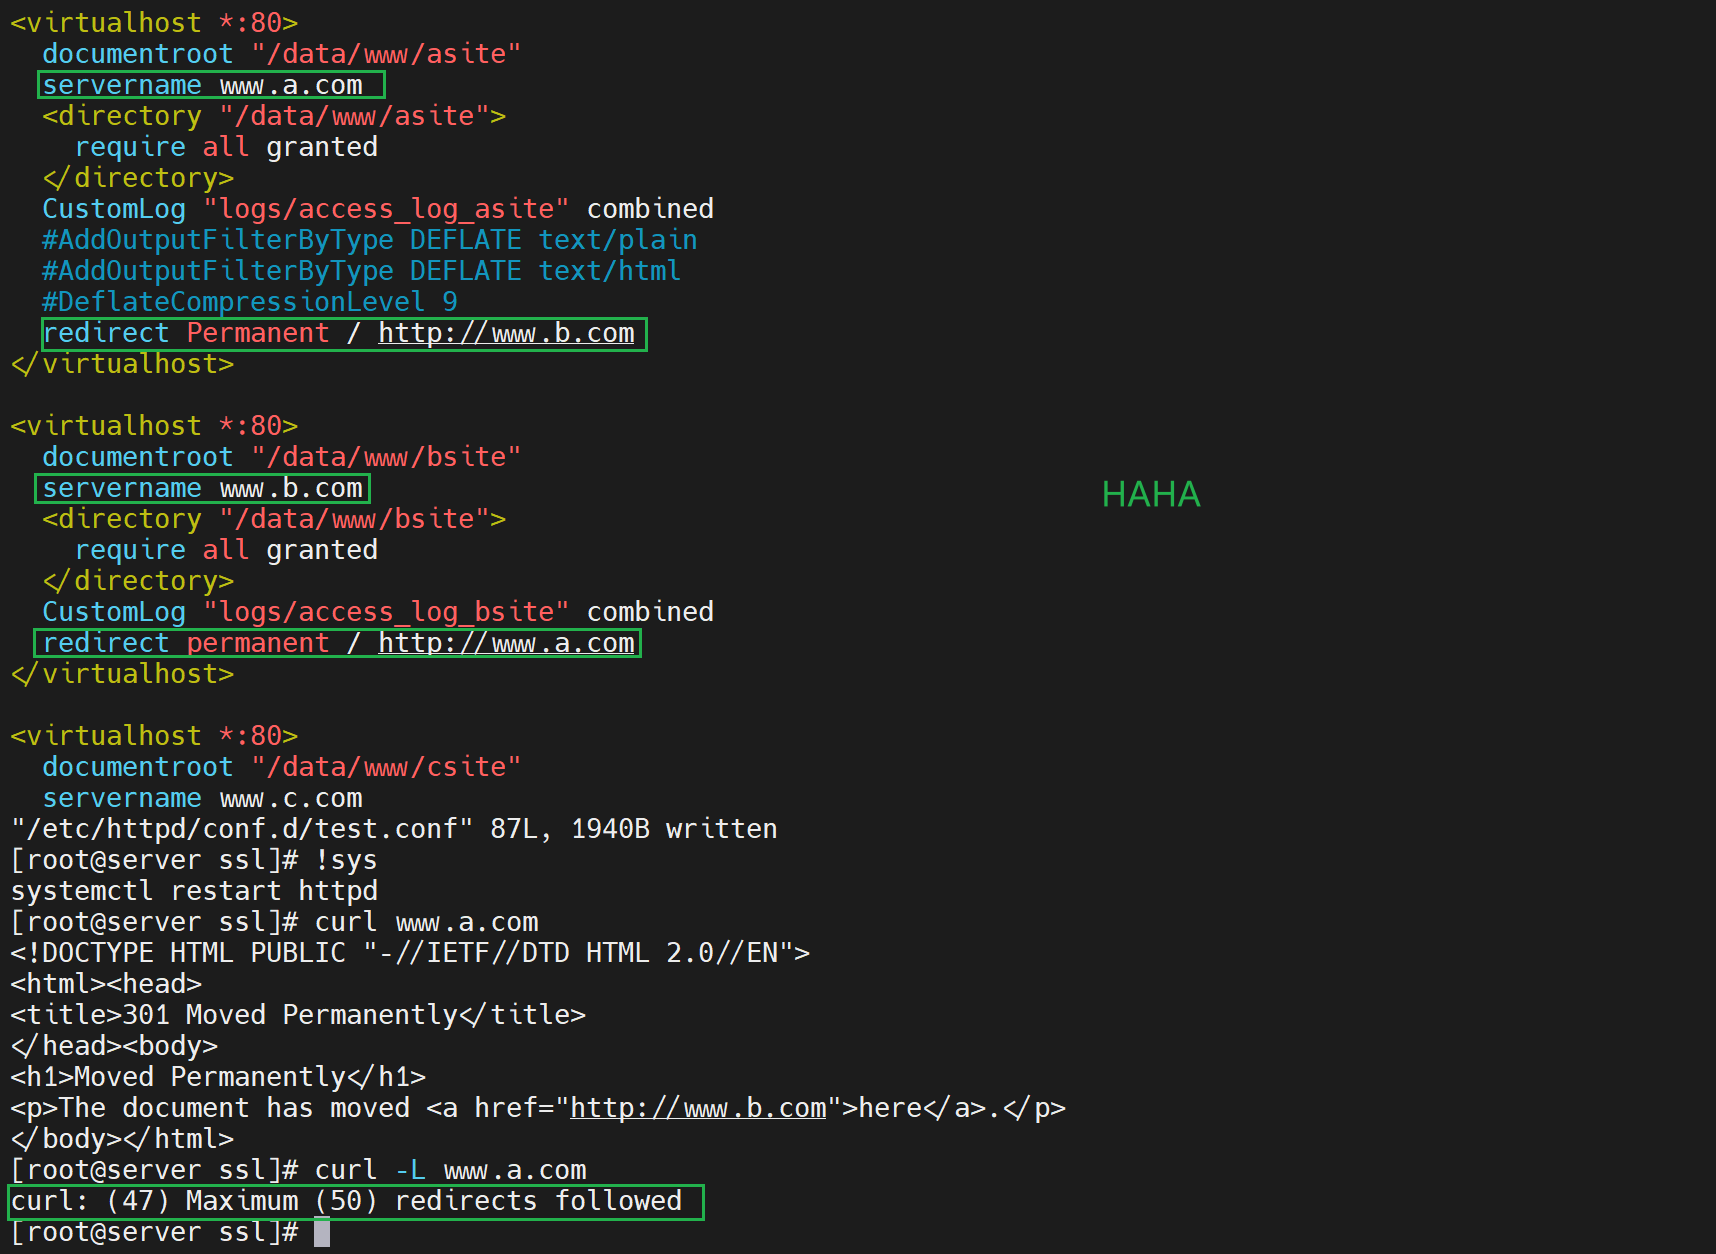 <virtualhost *:80>
  documentroot "/data/www/asite"
  servername www.a.com
  <directory "/data/www/asite">
    require all granted
  </directory>
  CustomLog "logs/access_log_asite" combined
  #AddOutputFilterByType DEFLATE text/plain
  #AddOutputFilterByType DEFLATE text/html
  #DeflateCompressionLevel 9
  redirect Permanent / http://www.b.com
</virtualhost>

<virtualhost *:80>
  documentroot "/data/www/bsite"
  servername www.b.com
HAHA
  <directory "/data/www/bsite">
    require all granted
  </directory>
  CustomLog "logs/access_log_bsite" combined
  redirect permanent / http://www.a.com
</virtualhost>

<virtualhost *:80>
  documentroot "/data/www/csite"
  servername www.c.com
"/etc/httpd/conf.d/test.conf" 87L, 1940B written
[root@server ssl]# !sys
systemctl restart httpd
[root@server ssl]# curl www.a.com
<!DOCTYPE HTML PUBLIC "-//IETF//DTD HTML 2.0//EN">
<html><head>
<title>301 Moved Permanently</title>
</head><body>
<h1>Moved Permanently</h1>
<p>The document has moved <a href="http://www.b.com">here</a>.</p>
</body></html>
[root@server ssl]# curl -L www.a.com
curl: (47) Maximum (50) redirects followed
[root@server ssl]#